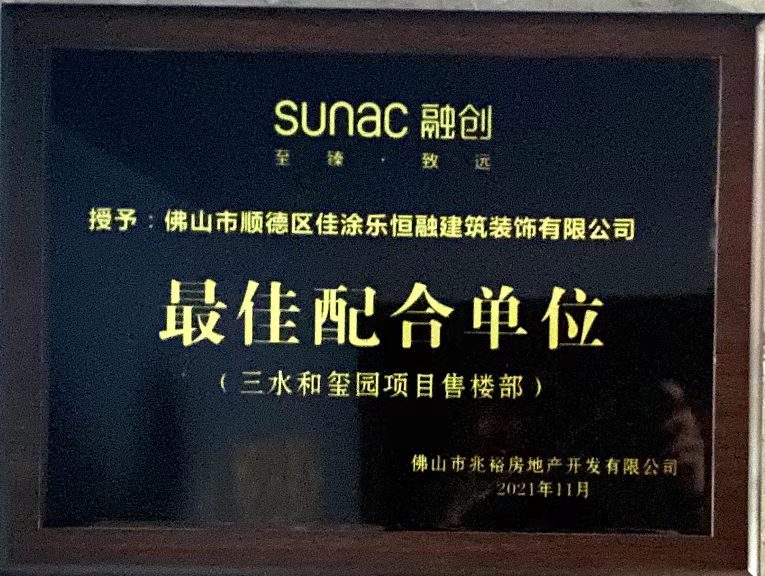 sunac 融创
至臻·致远
授予：佛山市顺德区佳涂乐恒融建筑装饰有限公司
最佳配合单位
（三水和玺园项目售楼部）
佛山市兆裕房地产开发有限公司
2021年11月